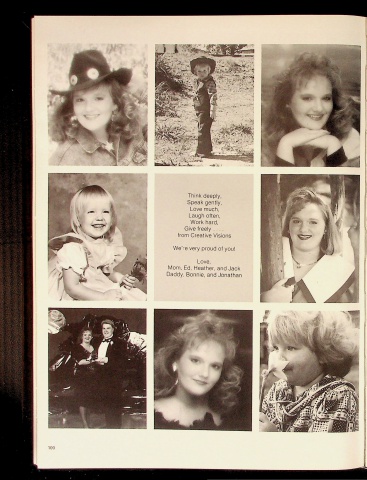 Think deeply,
Speak gently,
Love much,
Laugh often,
Work hard,
Give freely . . .
from Creative Visions
We're very proud of you!
Love,
Mom, Ed, Heather, and Jack
Daddy, Bonnie, and Jonathan